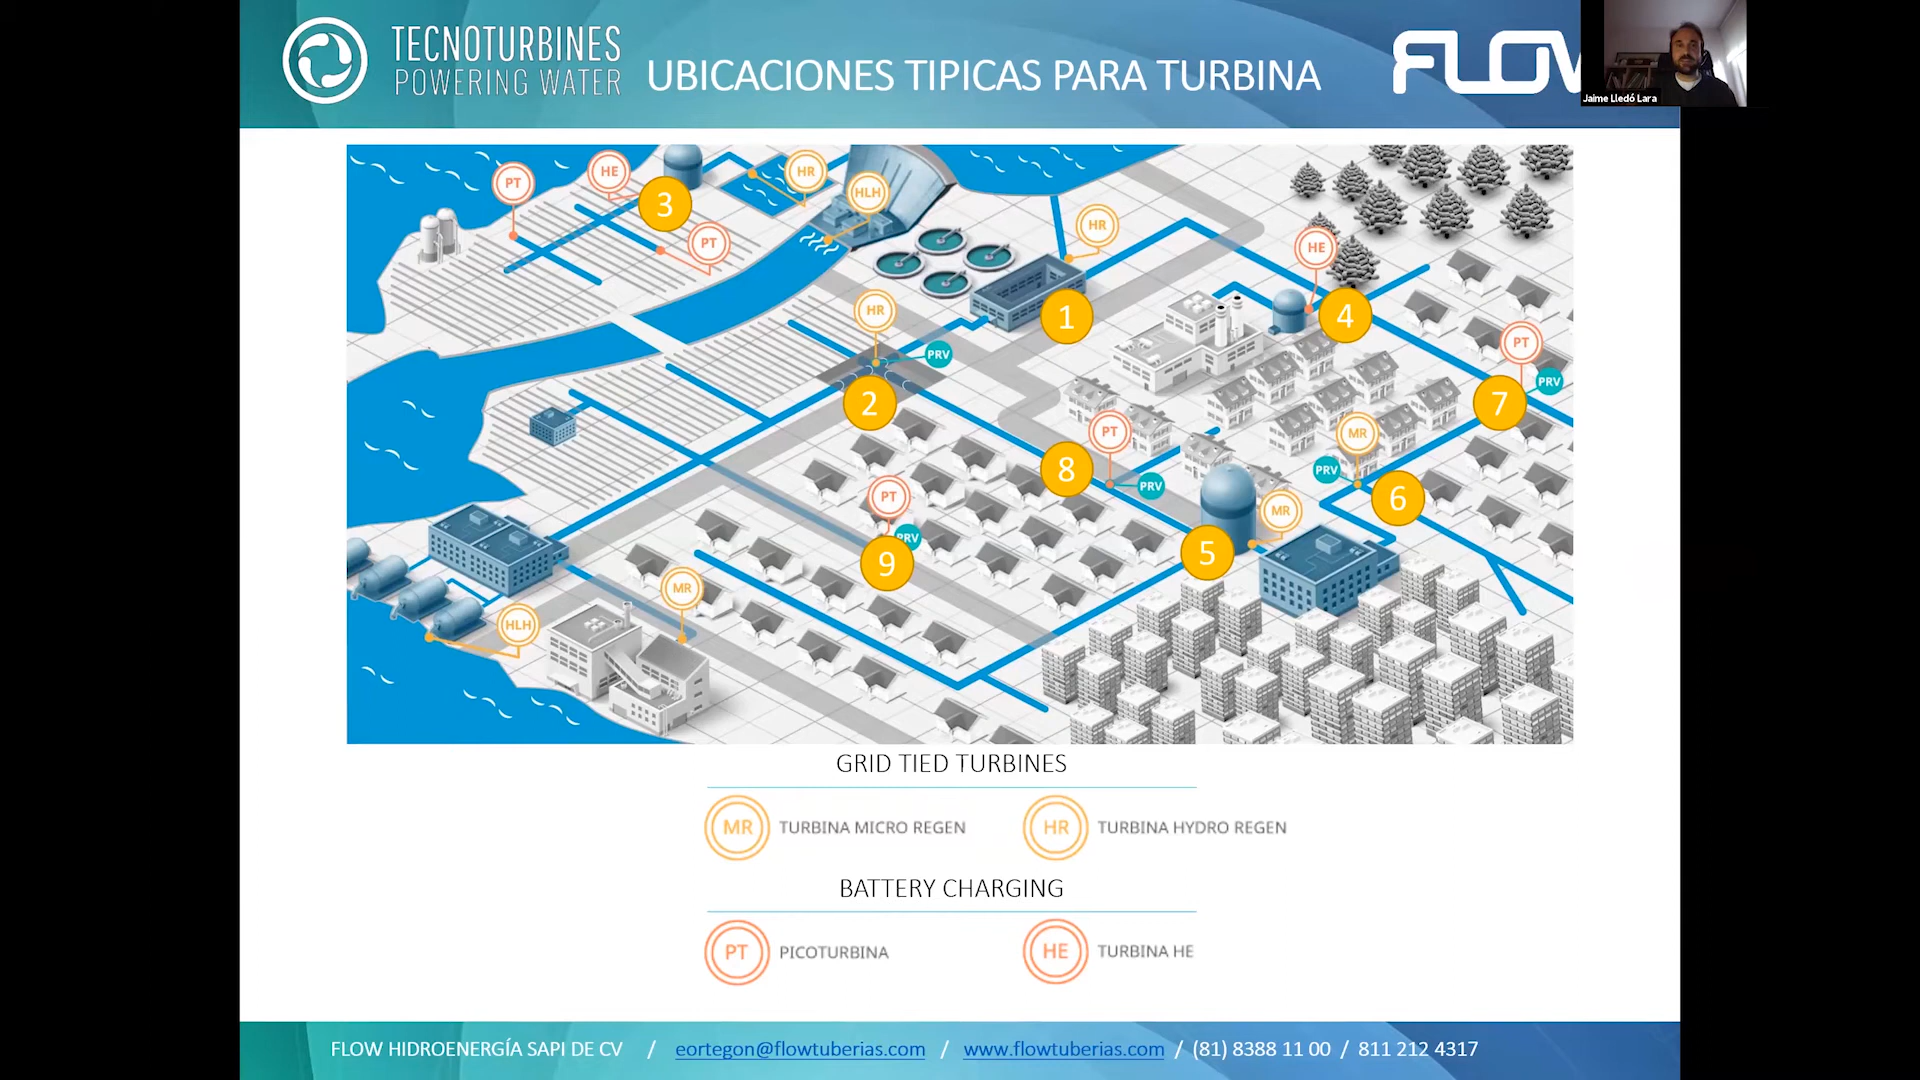 TECNOTURBINES
POWERING WATER
UBICACIONES TIPICAS PARA TURBINA
FLOW
Jaime Lledó Lara
PT
HE
HR
HLH
3
PT
HR
HE
1
4
HR
PRV
PT
PRV
2
7
PT
MR
8
PRV
PRV
6
PT
MR
PRV
5
9
MR
HLH
GRID TIED TURBINES
MR TURBINA MICRO REGEN
HR TURBINA HYDRO REGEN
BATTERY CHARGING
PT PICOTURBINA
HE TURBINA HE
FLOW HIDROENERGÍA SAPI DE CV / eortegon@flowtuberias.com / www.flowtuberias.com / (81) 8388 11 00 / 811 212 4317